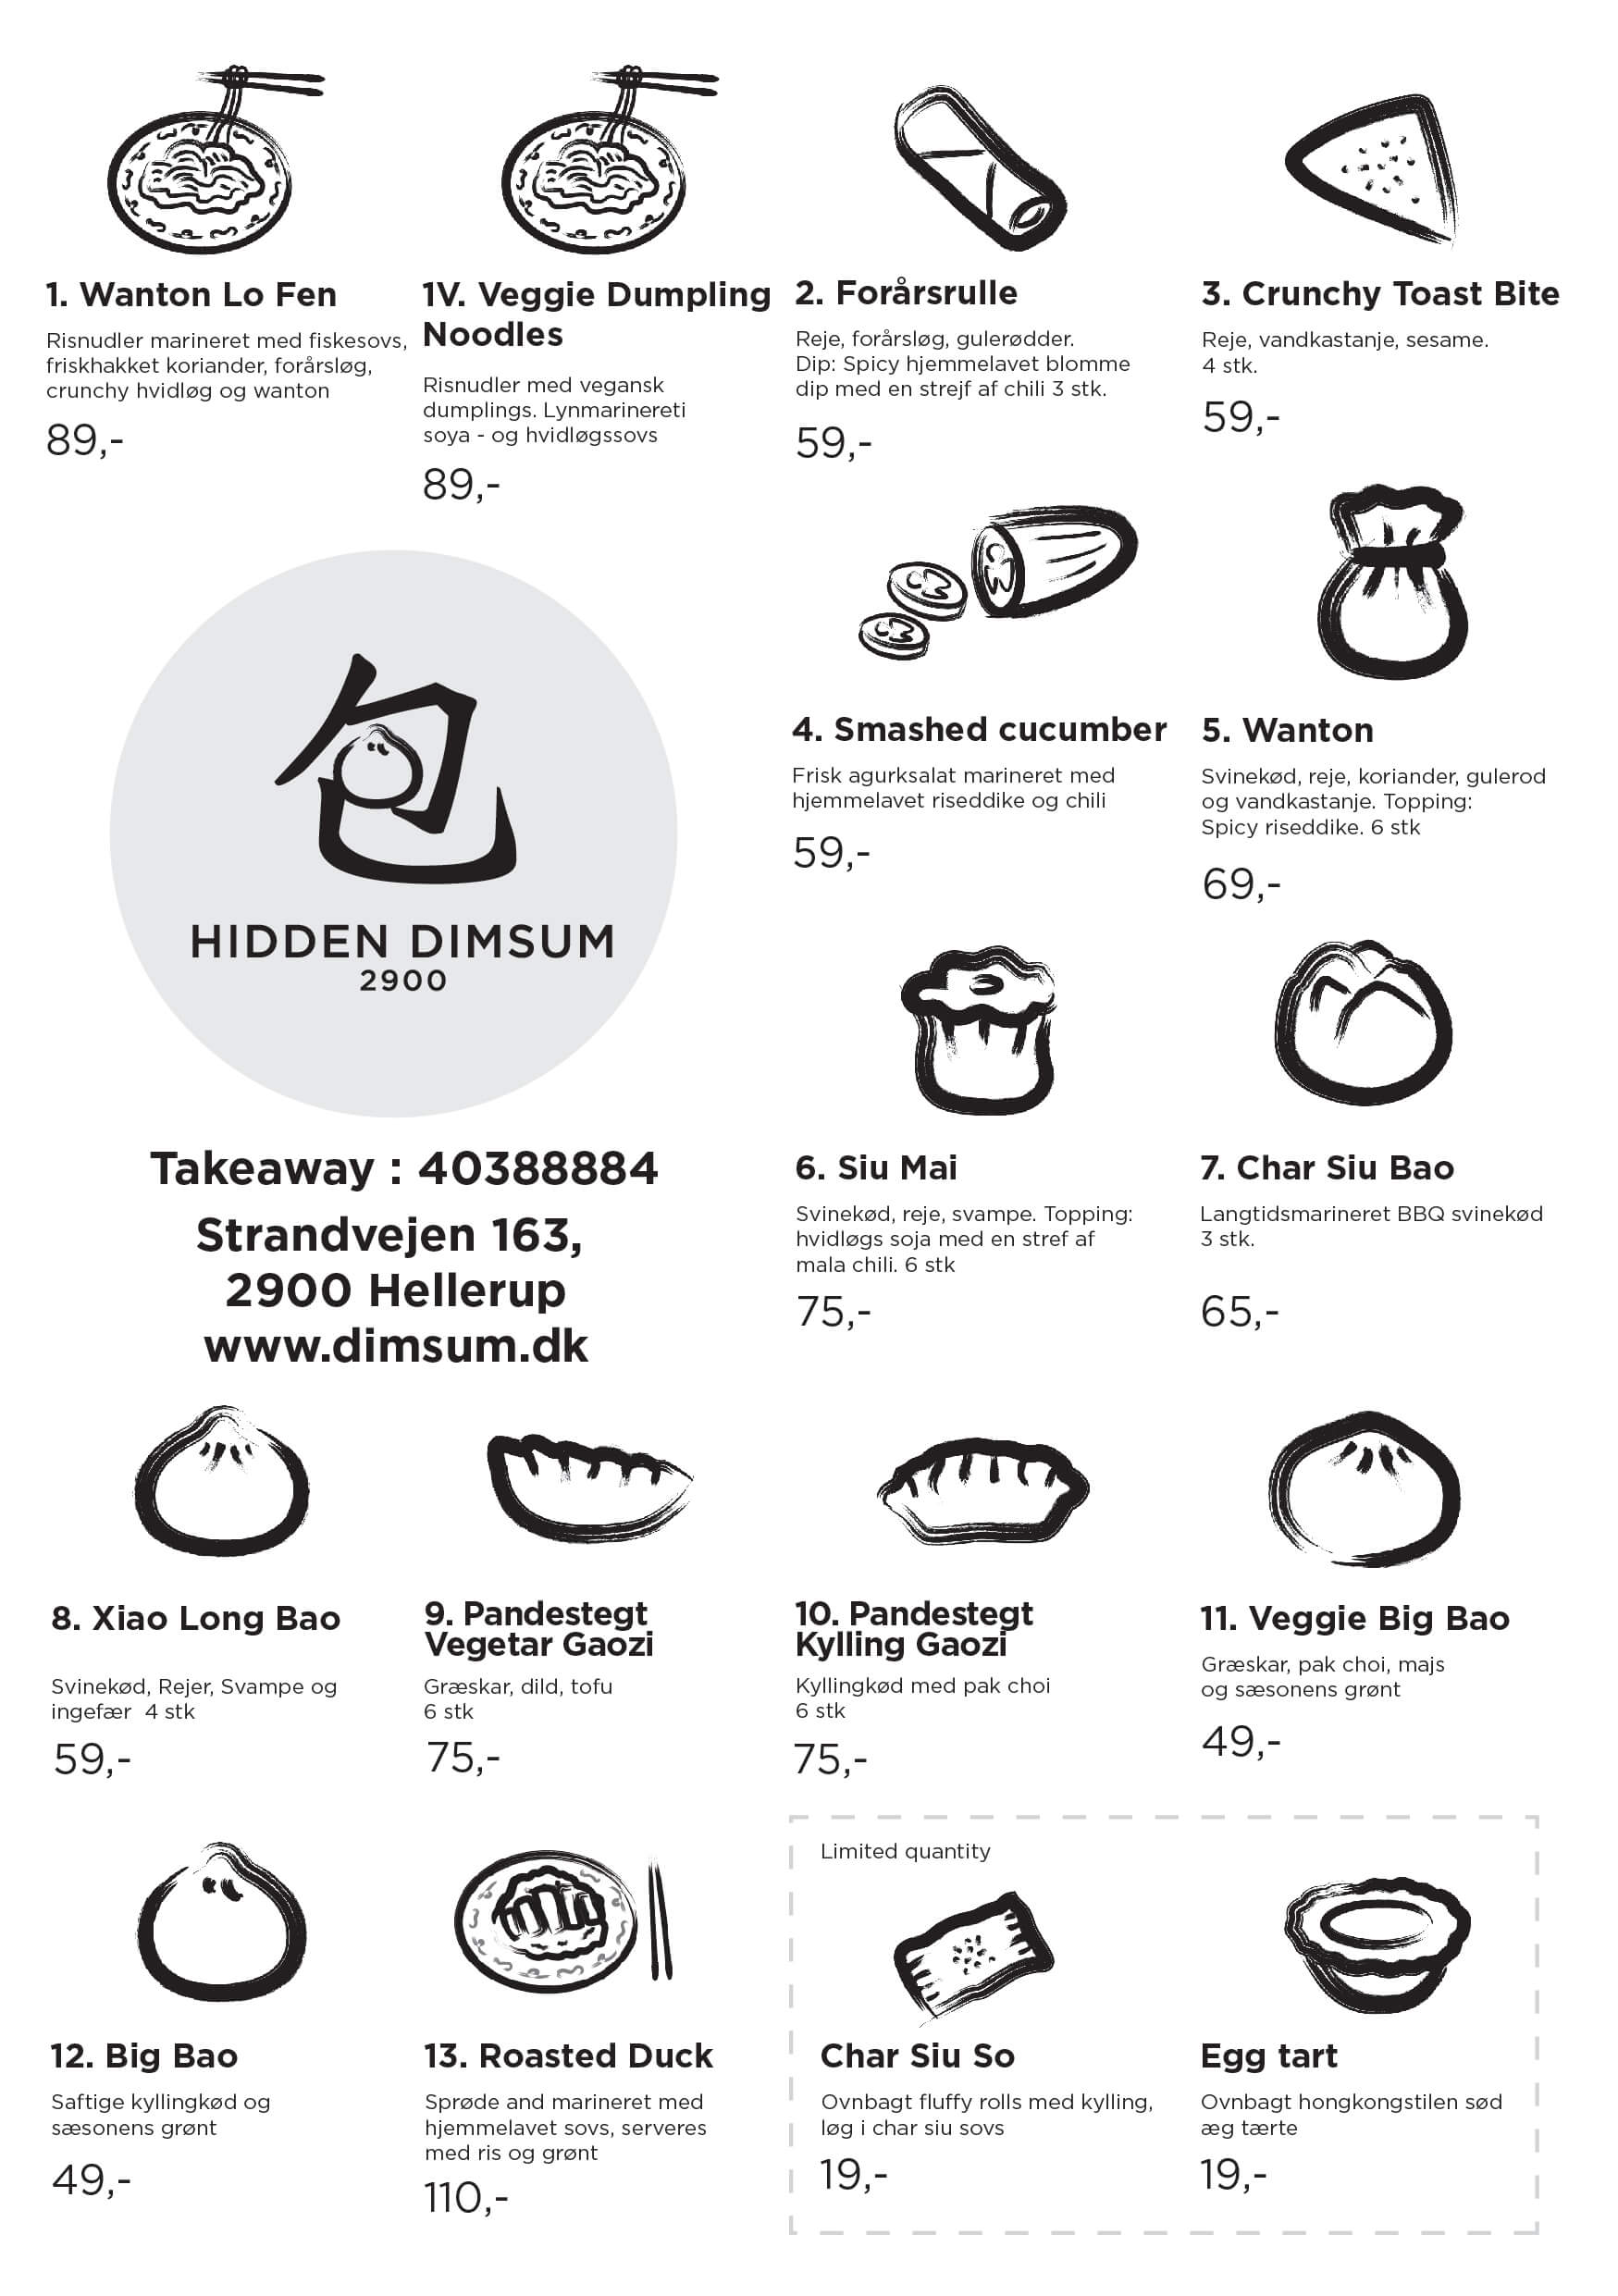 1. Wanton Lo Fen
Risnudler marineret med fiskesovs,
friskhakket koriander, forårsløg,
crunchy hvidløg og wanton
89,-
1V. Veggie Dumpling
Noodles
Risnudler med vegansk
dumplings. Lynmarinereti
soya - og hvidløgssovs
89,-
2. Forårsrulle
Reje, forårsløg, gulerødder.
Dip: Spicy hjemmelavet blomme
dip med en strejf af chili 3 stk.
59,-
3. Crunchy Toast Bite
Reje, vandkastanje, sesame.
4 stk.
59,-
包
HIDDEN DIMSUM
2900
Takeaway : 40388884
Strandvejen 163,
2900 Hellerup
www.dimsum.dk
4. Smashed cucumber
Frisk agurksalat marineret med
hjemmelavet riseddike og chili
59,-
5. Wanton
Svinekød, reje, koriander, gulerod
og vandkastanje. Topping:
Spicy riseddike. 6 stk
69,-
6. Siu Mai
Svinekød, reje, svampe. Topping:
hvidløgs soja med en stref af
mala chili. 6 stk
75,-
7. Char Siu Bao
Langtidsmarineret BBQ svinekød
3 stk.
65,-
8. Xiao Long Bao
Svinekød, Rejer, Svampe og
ingefær  4 stk
59,-
9. Pandestegt
Vegetar Gaozi
Græskar, dild, tofu
6 stk
75,-
10. Pandestegt
Kylling Gaozi
Kyllingkød med pak choi
6 stk
75,-
11. Veggie Big Bao
Græskar, pak choi, majs
og sæsonens grønt
49,-
12. Big Bao
Saftige kyllingkød og
sæsonens grønt
49,-
13. Roasted Duck
Sprøde and marineret med
hjemmelavet sovs, serveres
med ris og grønt
110,-
Limited quantity
Char Siu So
Ovnbagt fluffy rolls med kylling,
løg i char siu sovs
19,-
Egg tart
Ovnbagt hongkongstilen sød
æg tærte
19,-